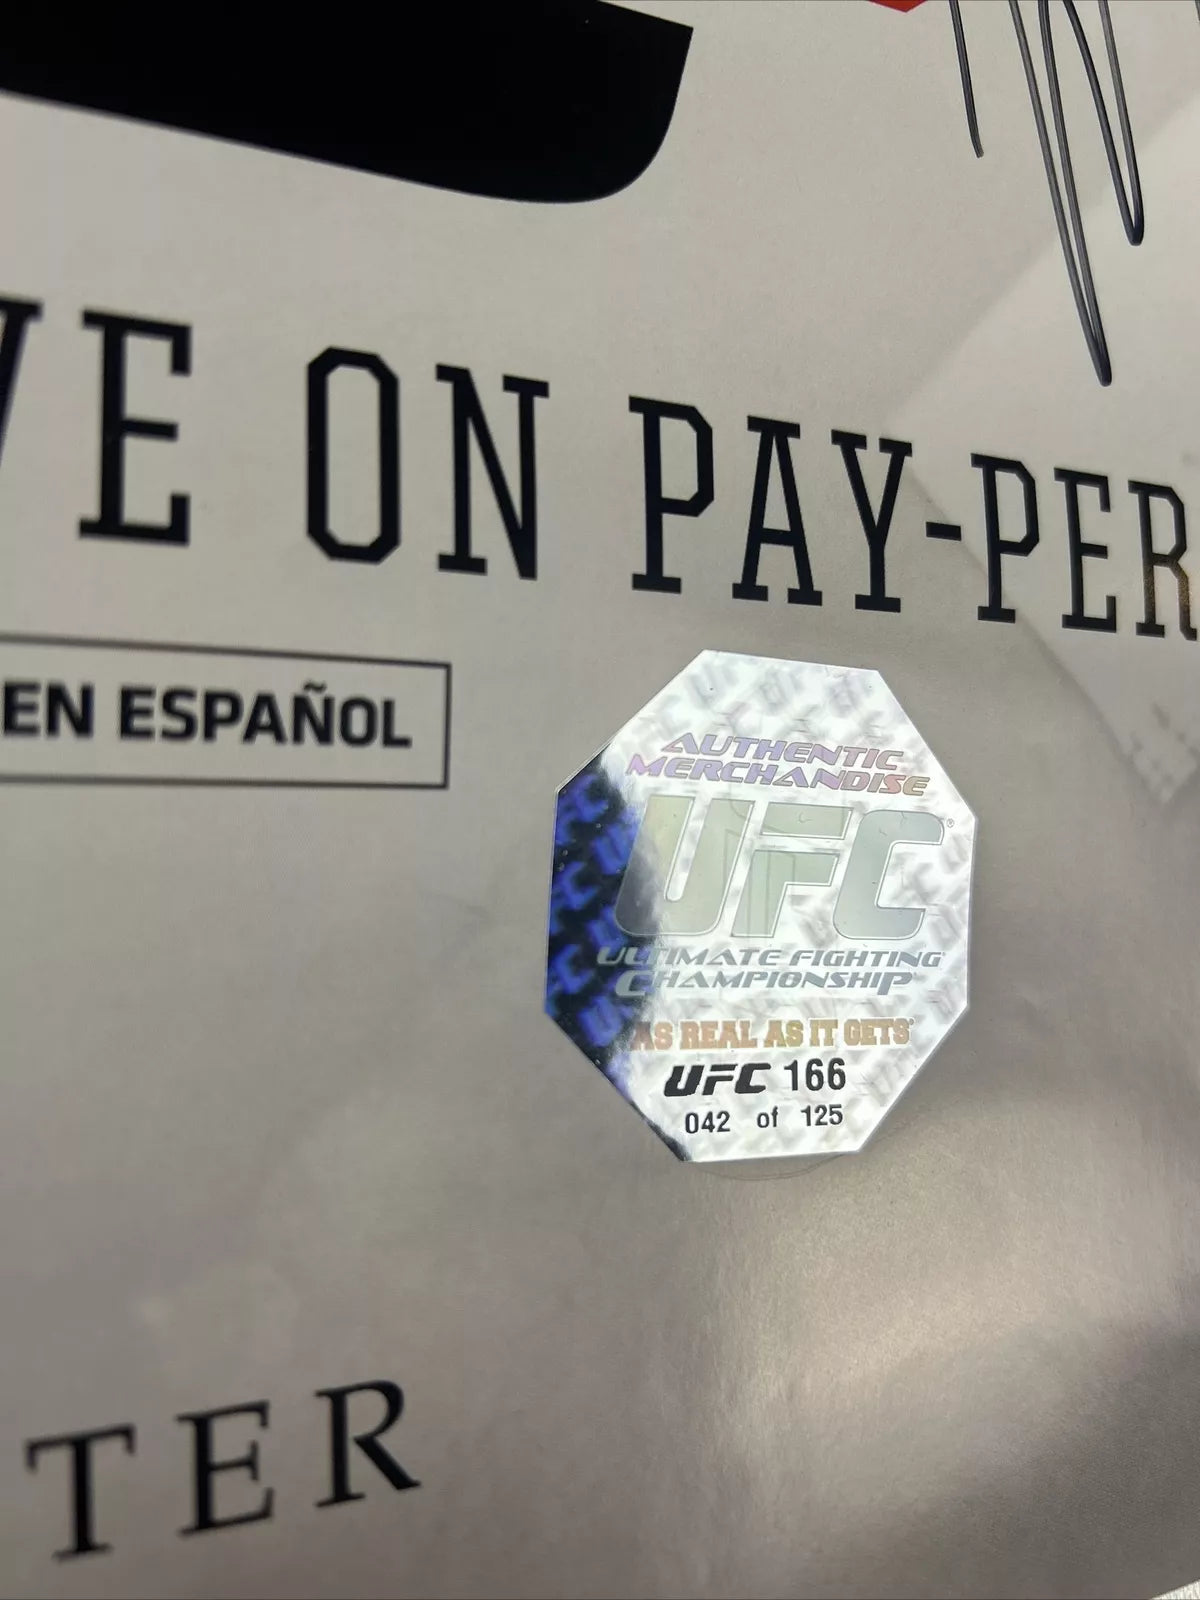 VE ON PAY-PER
EN ESPAÑOL
AUTHENTIC
MERCHANDISE
UFC®
ULTIMATE FIGHTING
CHAMPIONSHIP®
AS REAL AS IT GETS®
UFC 166
042 of 125
TER